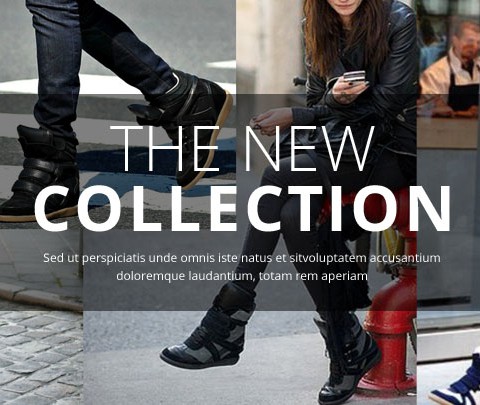 THE NEW
COLLECTION
Sed ut perspiciatis unde omnis iste natus et sitvoluptatem accusantium
doloremque laudantium, totam rem aperiam